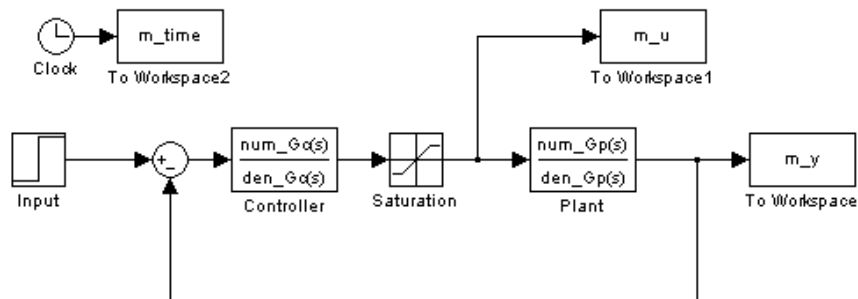 m_time
Clock
To Workspace2
m_u
To Workspace1
+
-
num_Gc(s)
den_Gc(s)
num_Gp(s)
den_Gp(s)
m_y
Input
Controller
Saturation
Plant
To Workspace